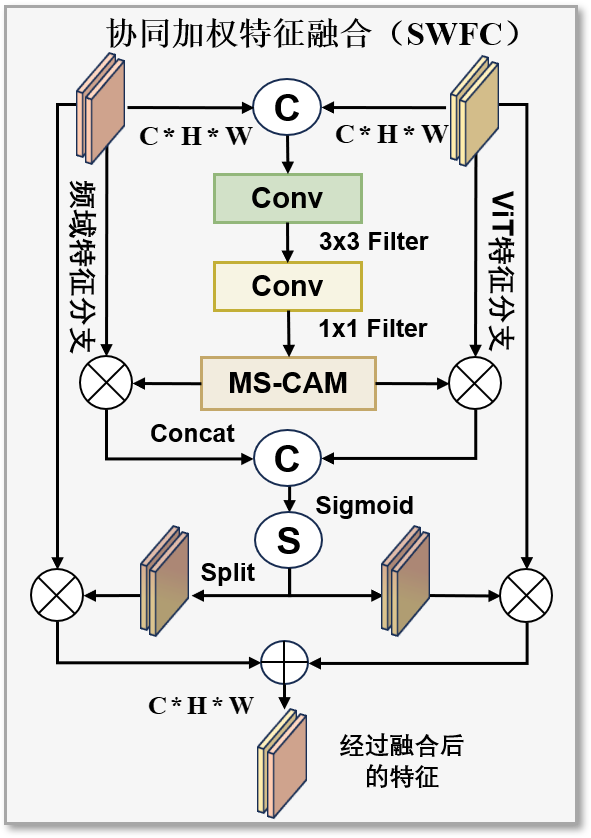 协同加权特征融合（SWFC）
C
C*H*W
C*H*W
频域特征分支
ViT特征分支
Conv
3x3 Filter
Conv
1x1 Filter
MS-CAM
Concat
C
Sigmoid
S
Split
C*H*W
经过融合后
的特征